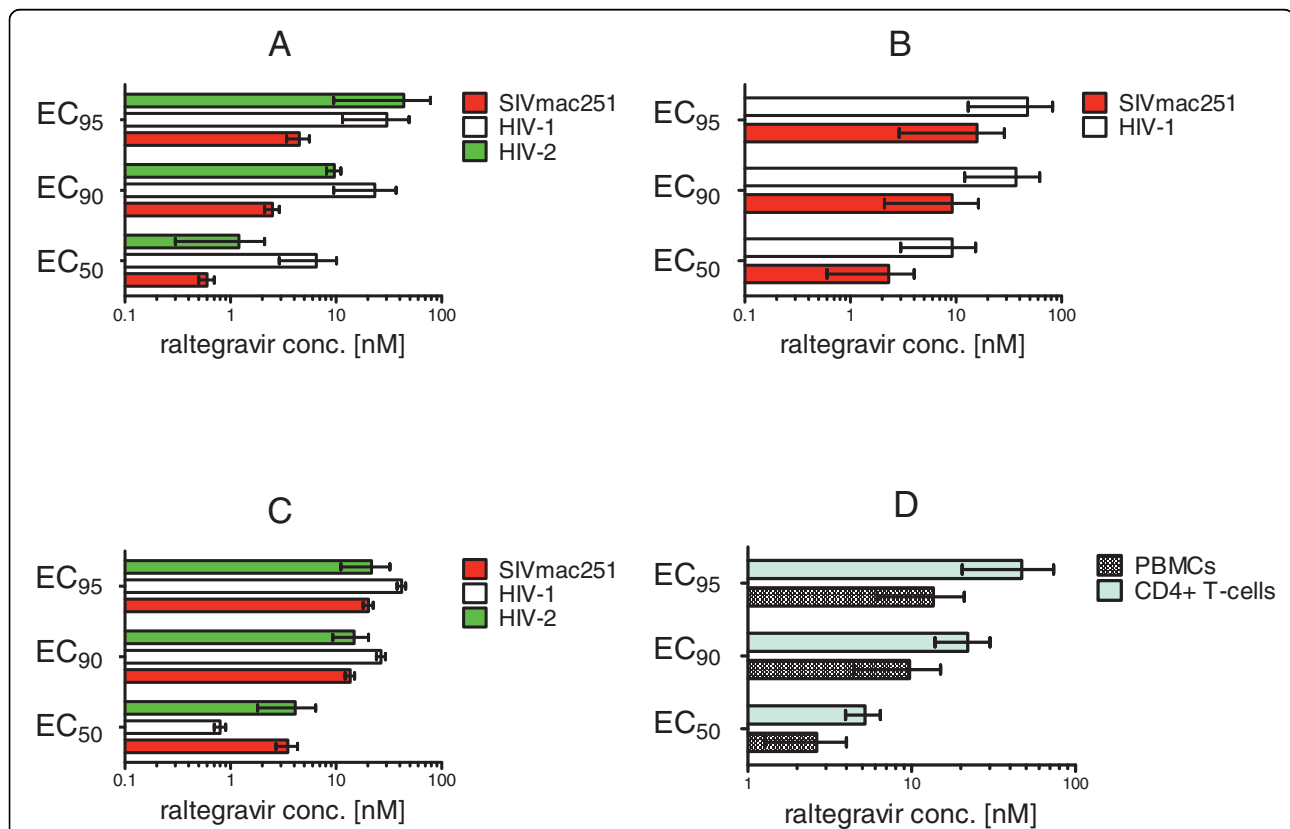 A
EC95
EC90
EC50
0.1 1 10 100
raltegravir conc. [nM]
SIVmac251
HIV-1
HIV-2
B
EC95
EC90
EC50
0.1 1 10 100
raltegravir conc. [nM]
SIVmac251
HIV-1
C
EC95
EC90
EC50
0.1 1 10 100
raltegravir conc. [nM]
SIVmac251
HIV-1
HIV-2
D
EC95
EC90
EC50
1 10 100
raltegravir conc. [nM]
PBMCs
CD4+ T-cells